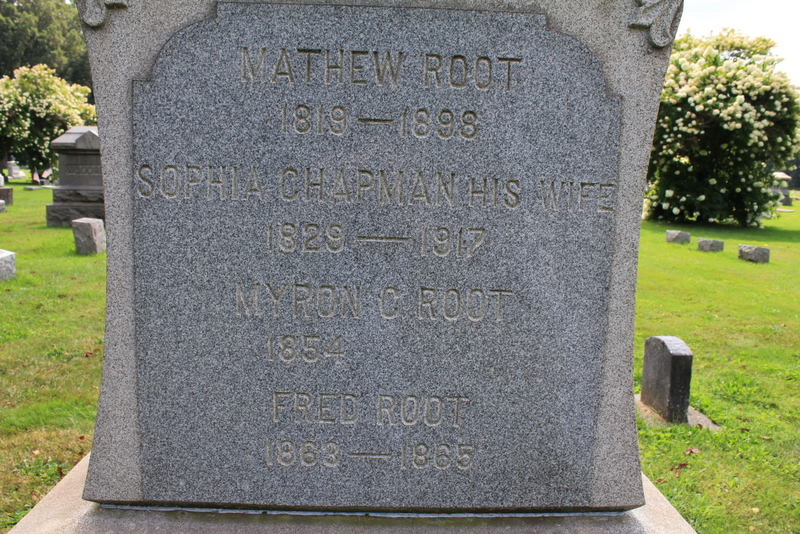 MATHEW ROOT
1819 — 1898
SOPHIA CHAPMAN HIS WIFE
1829 — 1917
MYRON C ROOT
1854
FRED ROOT
1863 — 1865